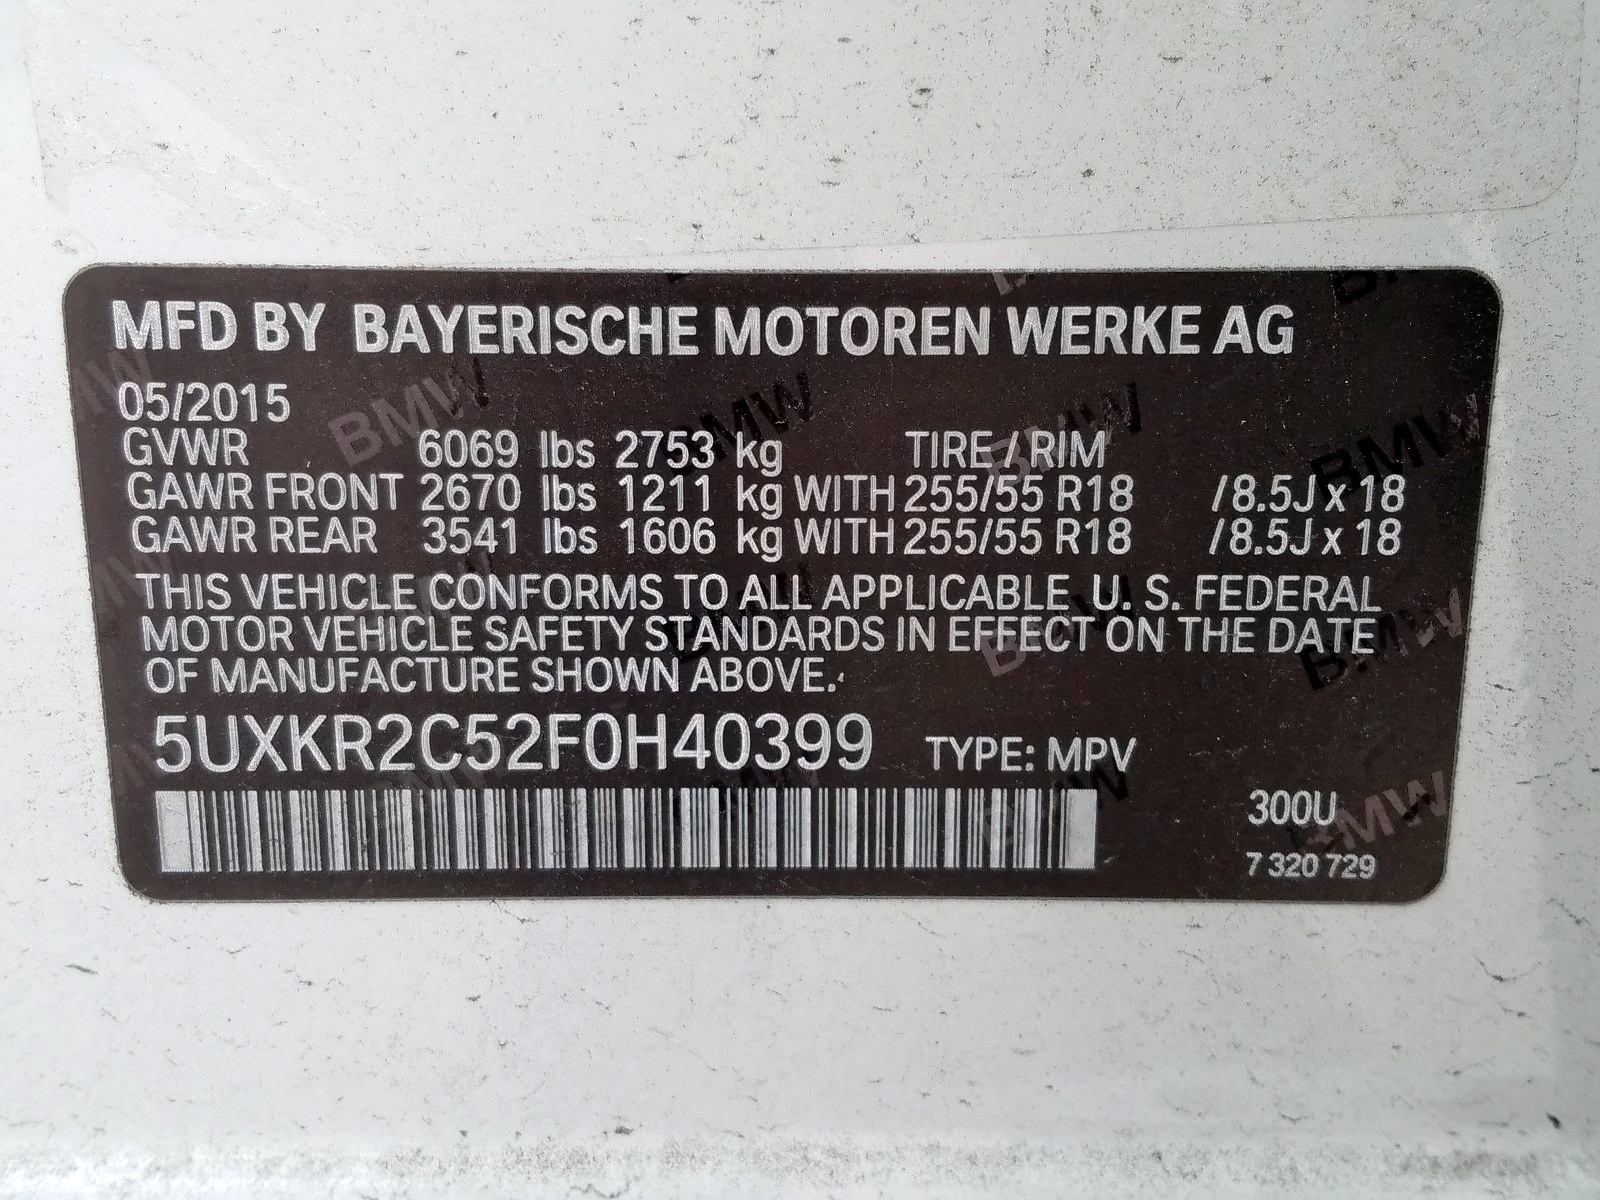 MFD BY BAYERISCHE MOTOREN WERKE AG
05/2015
GVWR 6069 lbs 2753 kg TIRE / RIM
GAWR FRONT 2670 lbs 1211 kg WITH 255/55 R18 /8.5J x 18
GAWR REAR 3541 lbs 1606 kg WITH 255/55 R18 /8.5J x 18
THIS VEHICLE CONFORMS TO ALL APPLICABLE U. S. FEDERAL
MOTOR VEHICLE SAFETY STANDARDS IN EFFECT ON THE DATE
OF MANUFACTURE SHOWN ABOVE.
5UXKR2C52F0H40399 TYPE: MPV
300U
7 320 729